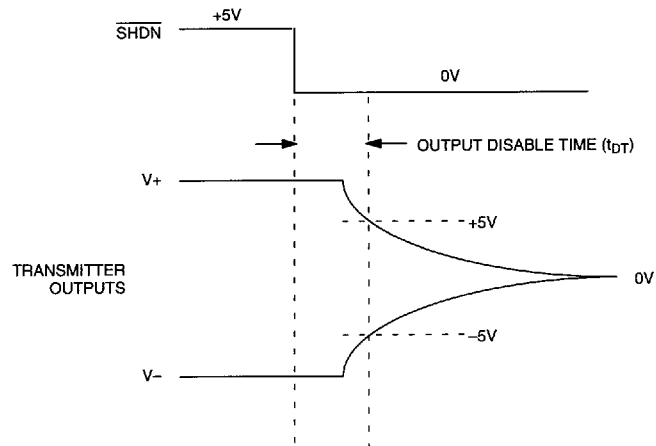 +5V
SHDN
0V
OUTPUT DISABLE TIME (tDT)
V+
+5V
TRANSMITTER
OUTPUTS
0V
–5V
V–